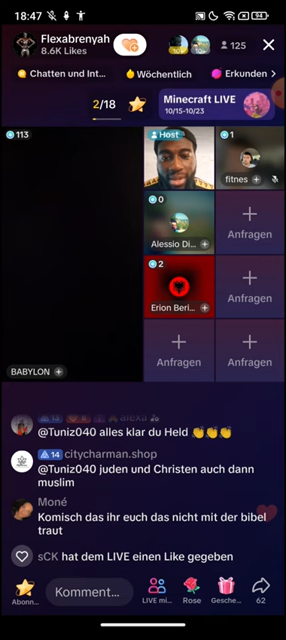 18:47
94
Flexabrenyah
8.6K Likes
125
Chatten und Int...
Wöchentlich
Erkunden
2/18
Minecraft LIVE
10/15-10/23
113
Host
1
fitnes
0
Alessio Di...
Anfragen
2
Erion Beri...
Anfragen
BABYLON
Anfragen
Anfragen
alexa
@Tuniz040 alles klar du Held 👏👏👏
14 citycharman.shop
@Tuniz040 juden und Christen auch dann
muslim
Moné
Komisch das ihr euch das nicht mit der bibel
traut
sCK hat dem LIVE einen Like gegeben
Komment...
Abonn...
LIVE mi...
Rose
Gesche...
62